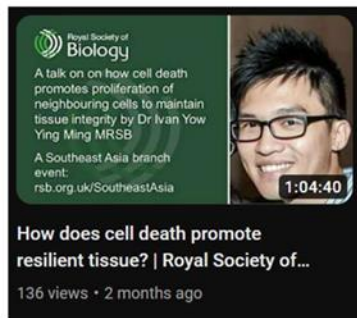 Royal Society of
Biology
A talk on on how cell death
promotes proliferation of
neighbouring cells to maintain
tissue integrity by Dr Ivan Yow
Ying Ming MRSB
A Southeast Asia branch
event:
rsb.org.uk/SoutheastAsia
1:04:40
How does cell death promote
resilient tissue? | Royal Society of...
136 views • 2 months ago